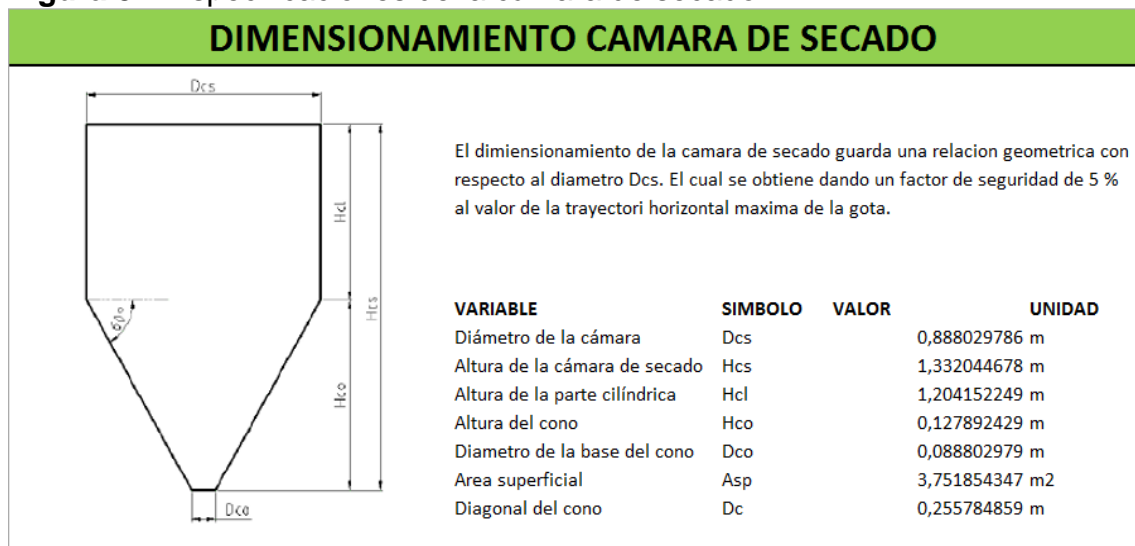 DIMENSIONAMIENTO CAMARA DE SECADO
Dcs
El dimiensionamiento de la camara de secado guarda una relacion geometrica con
respecto al diametro Dcs. El cual se obtiene dando un factor de seguridad de 5 %
al valor de la trayectori horizontal maxima de la gota.
Hcl
Hcs
60°
Hco
Dco
VARIABLE SIMBOLO VALOR UNIDAD
Diámetro de la cámara Dcs 0,888029786 m
Altura de la cámara de secado Hcs 1,332044678 m
Altura de la parte cilíndrica Hcl 1,204152249 m
Altura del cono Hco 0,127892429 m
Diametro de la base del cono Dco 0,088802979 m
Area superficial Asp 3,751854347 m2
Diagonal del cono Dc 0,255784859 m